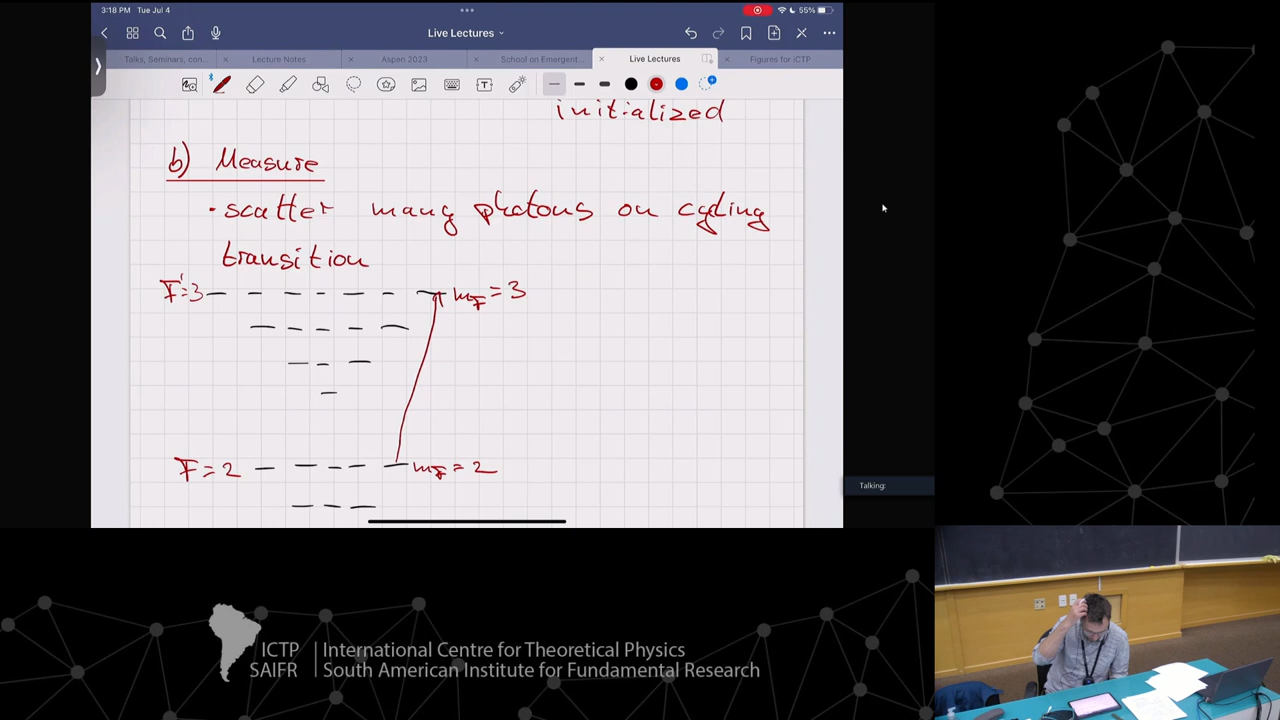 3:18 PM Tue Jul 4
55%
Live Lectures
Talks, Seminars, con...
Lecture Notes
Aspen 2023
School on Emergent...
Live Lectures
Figures for iCTP
initialized
b) Measure
· scatter many photons on cycling
transition
F'=3
m_F = 3
F = 2
m_F = 2
Talking:
ICTP
SAIFR
International Centre for Theoretical Physics
South American Institute for Fundamental Research